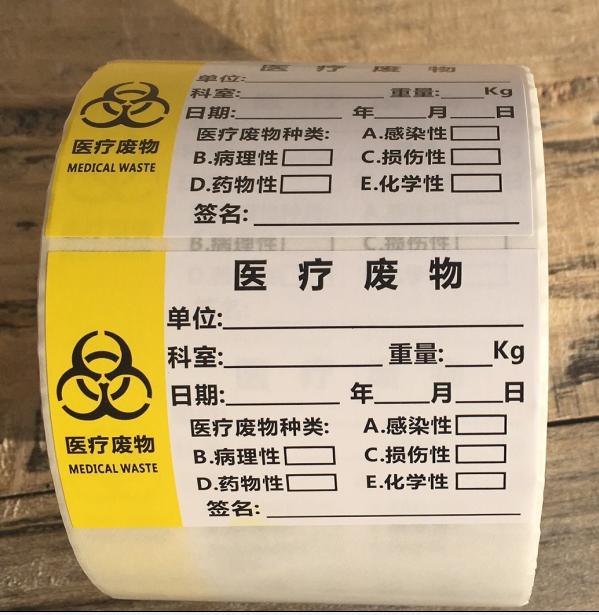 医 疗 废 物
单位:
科室: 重量: Kg
日期: 年 月 日
医疗废物种类: A.感染性
B.病理性 C.损伤性
D.药物性 E.化学性
签名:
医疗废物
MEDICAL WASTE
医 疗 废 物
单位:
科室: 重量: Kg
日期: 年 月 日
医疗废物种类: A.感染性
B.病理性 C.损伤性
D.药物性 E.化学性
签名:
医疗废物
MEDICAL WASTE